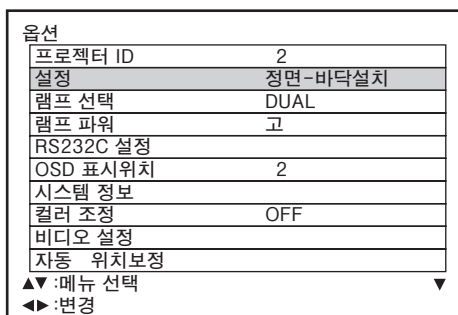 옵션
프로젝터 ID 2
설정 정면-바닥설치
램프 선택 DUAL
램프 파워 고
RS232C 설정
OSD 표시위치 2
시스템 정보
컬러 조정 OFF
비디오 설정
자동 위치보정
▲▼ :메뉴 선택 ▼
◀▶ :변경